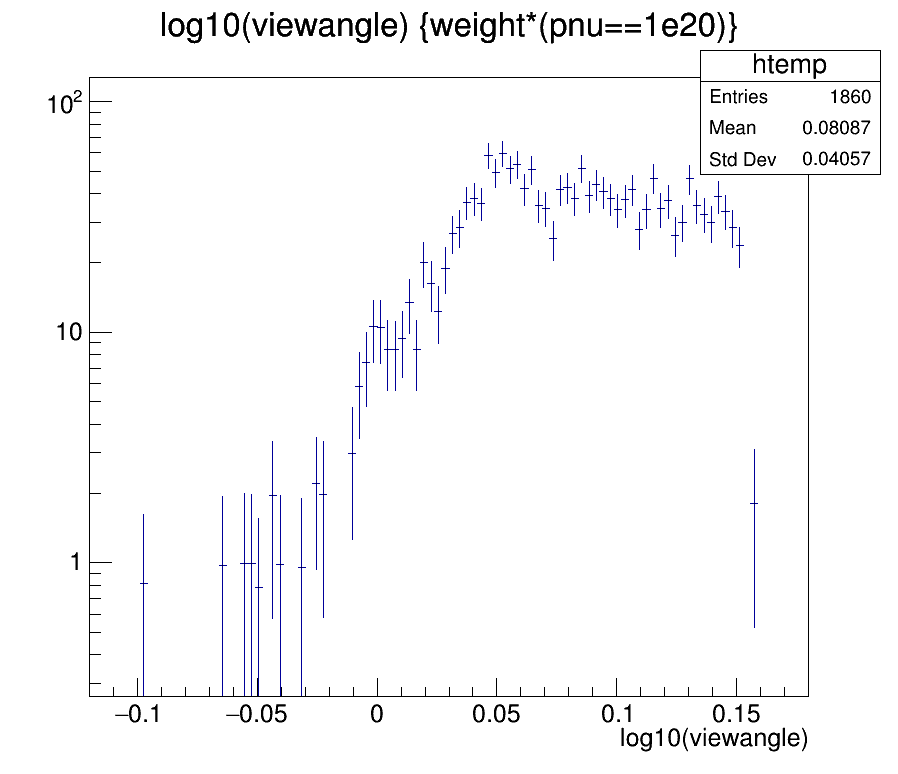 log10(viewangle) {weight*(pnu==1e20)}
htemp
Entries 1860
Mean 0.08087
Std Dev 0.04057
10²
10
1
−0.1 −0.05 0 0.05 0.1 0.15
log10(viewangle)